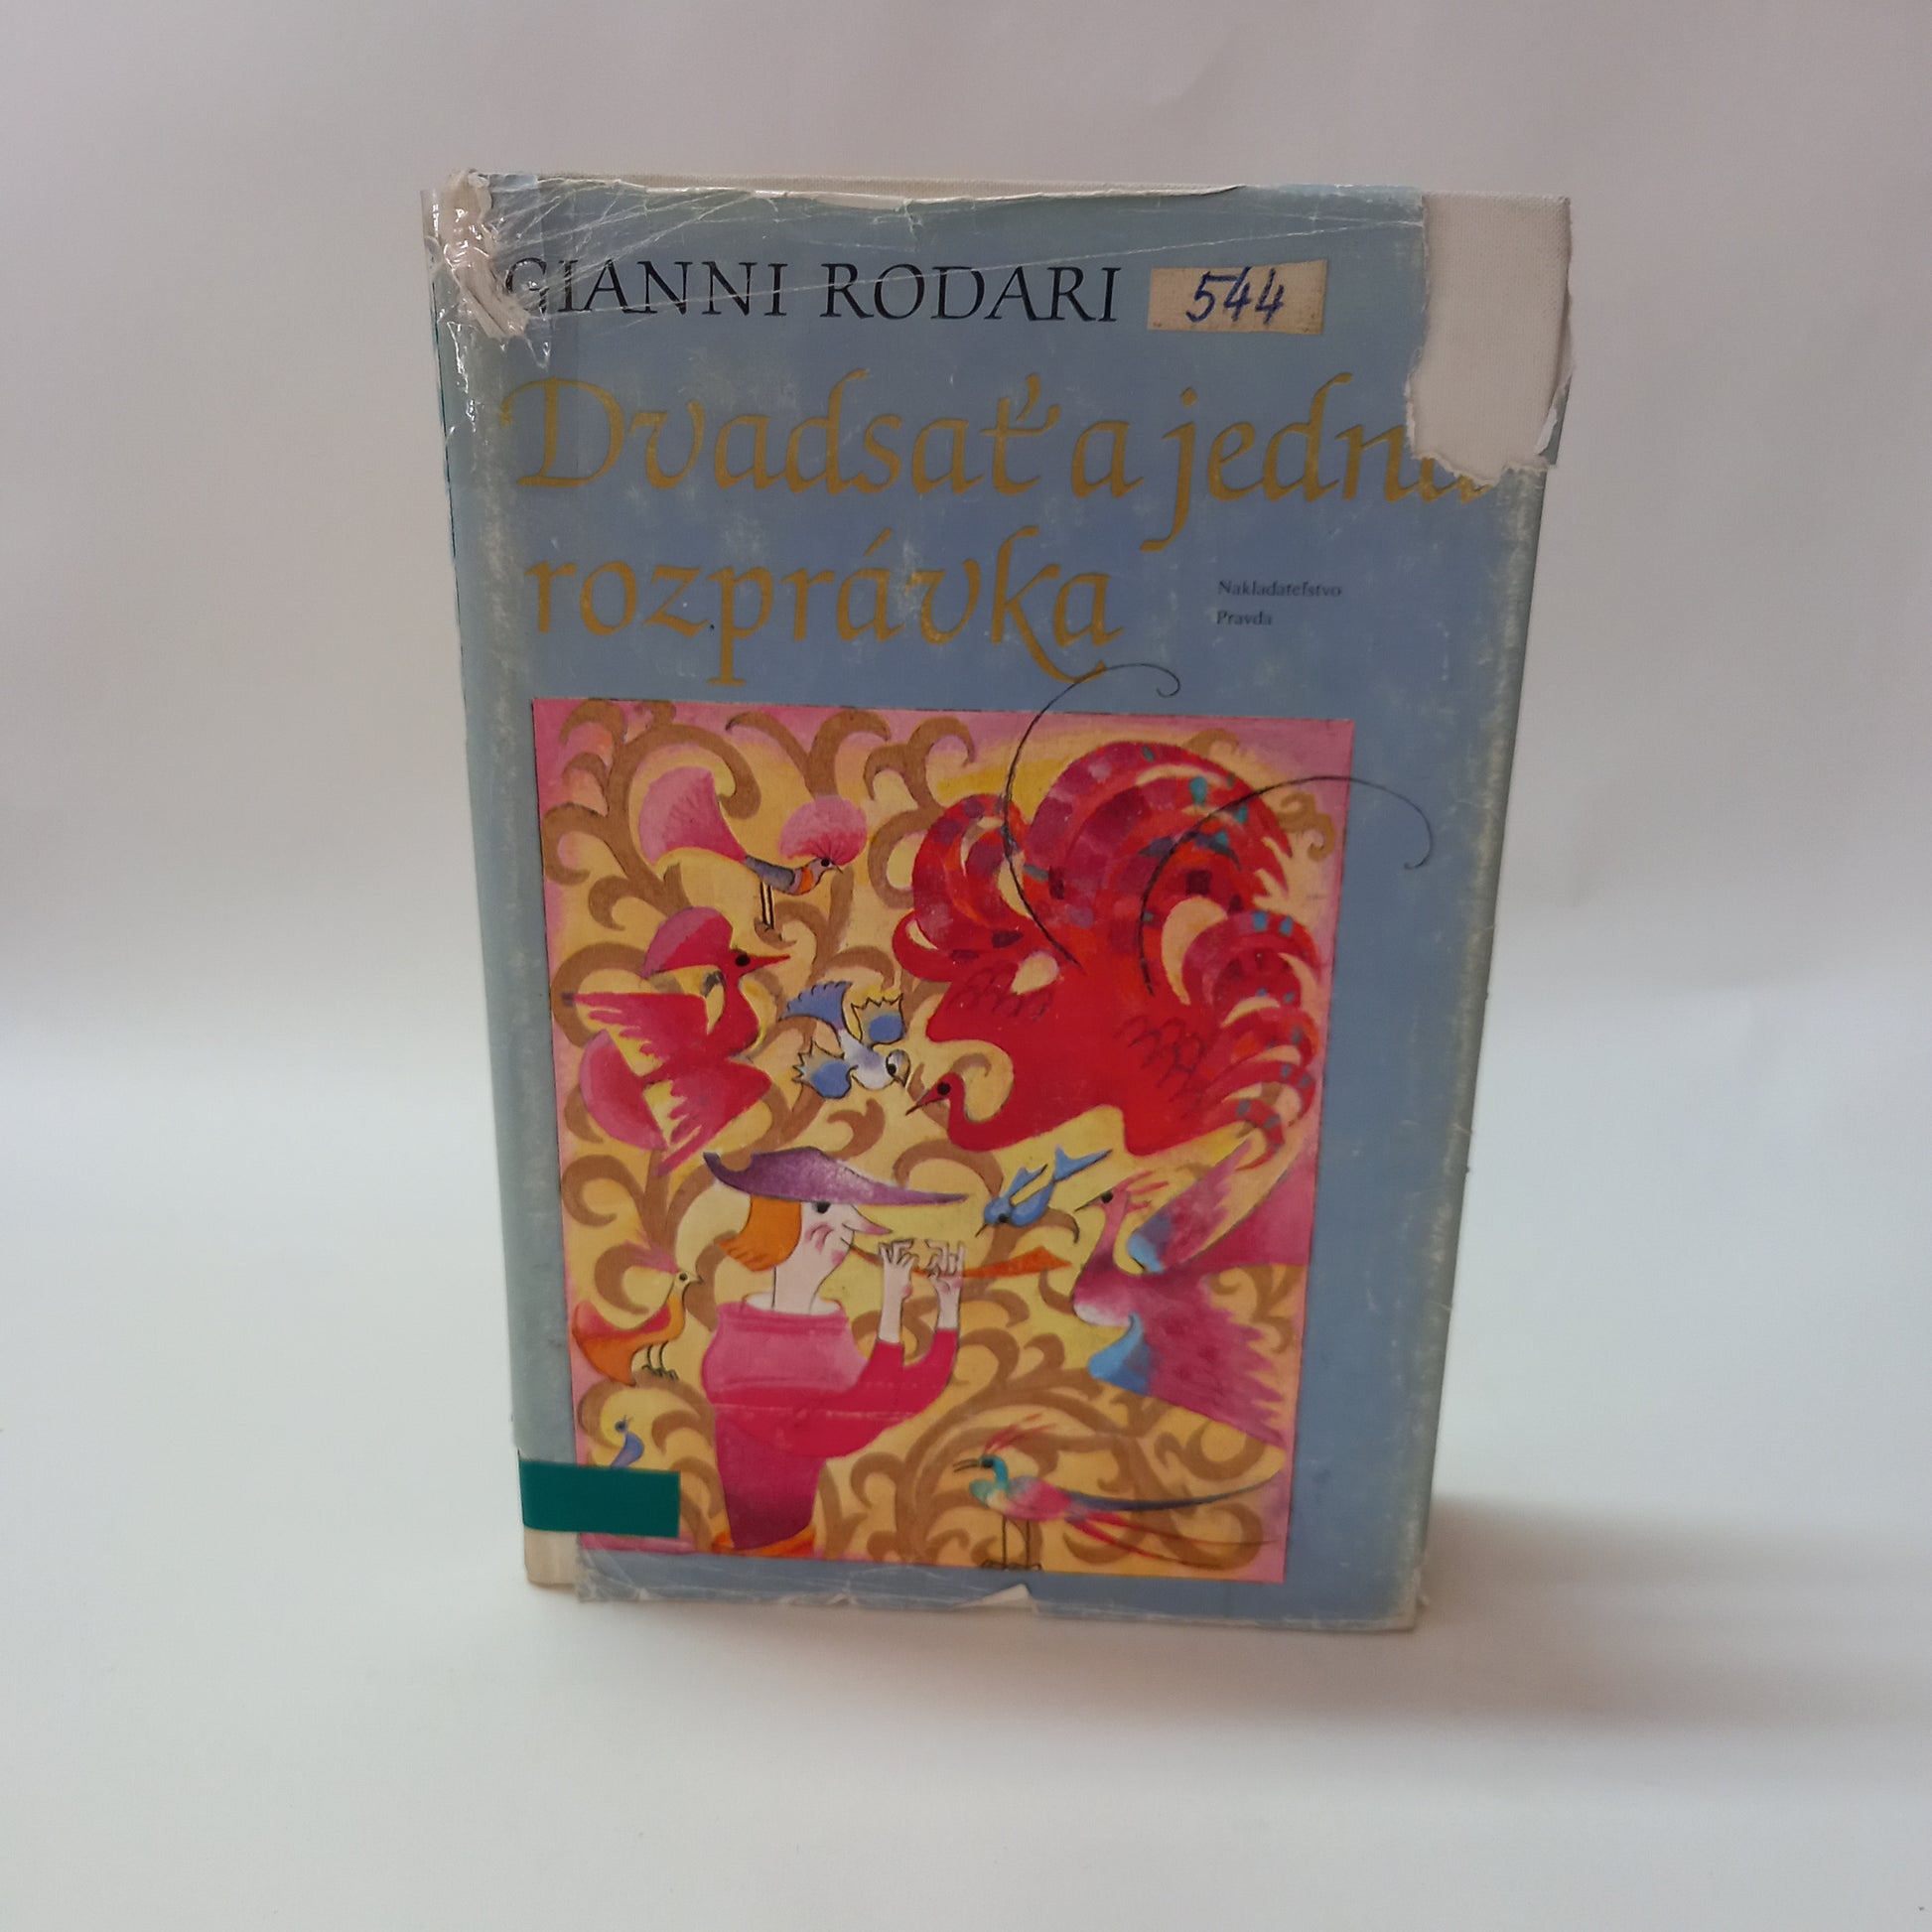 GIANNI RODARI 544
Dvadsať a jedna
rozprávka
Nakladateľstvo
Pravda